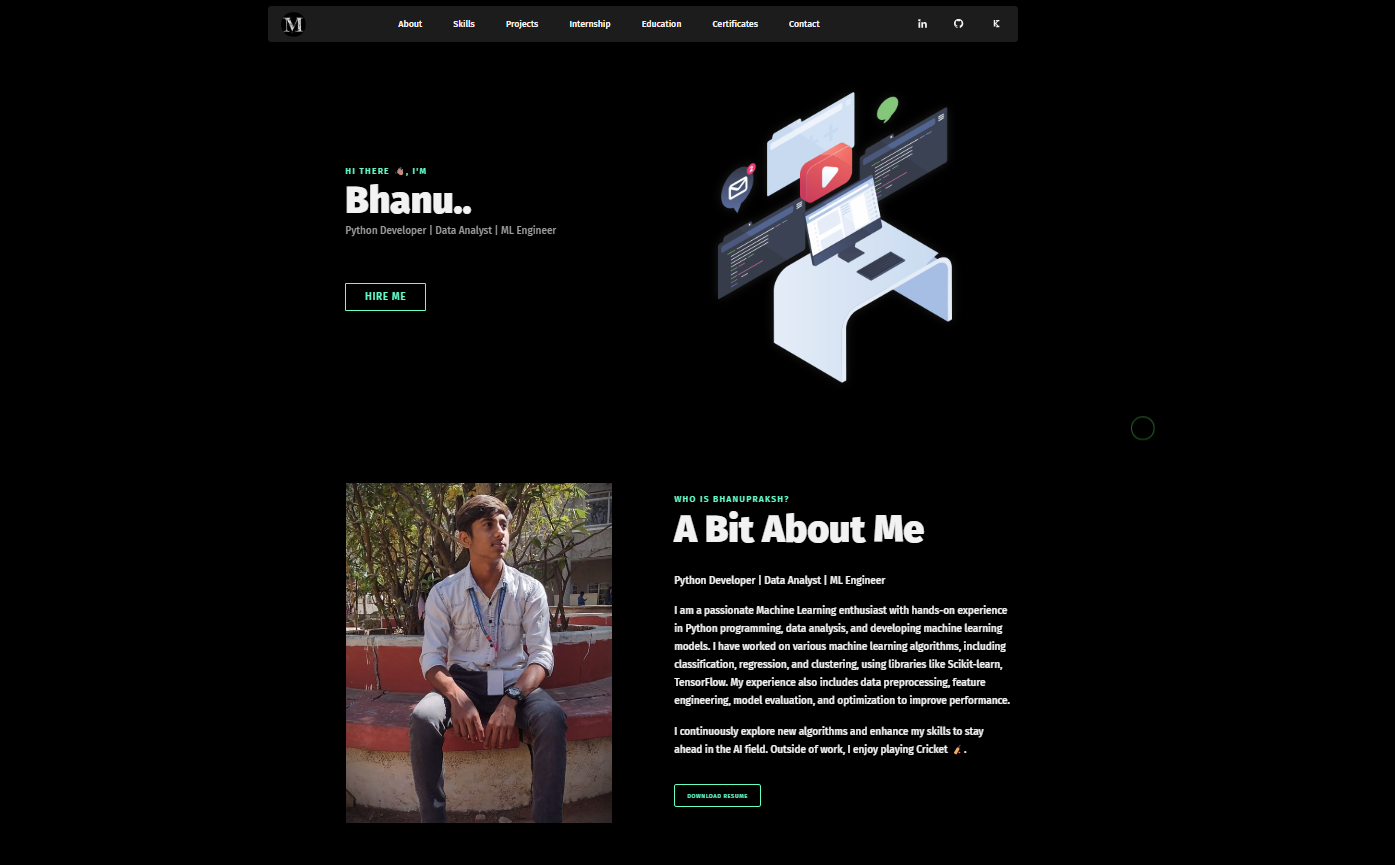 M
About Skills Projects Internship Education Certificates Contact
in K
HI THERE 👋🏽, I'M
Bhanu..
Python Developer | Data Analyst | ML Engineer
HIRE ME
WHO IS BHANUPRAKSH?
A Bit About Me
Python Developer | Data Analyst | ML Engineer
I am a passionate Machine Learning enthusiast with hands-on experience
in Python programming, data analysis, and developing machine learning
models. I have worked on various machine learning algorithms, including
classification, regression, and clustering, using libraries like Scikit-learn,
TensorFlow. My experience also includes data preprocessing, feature
engineering, model evaluation, and optimization to improve performance.
I continuously explore new algorithms and enhance my skills to stay
ahead in the AI field. Outside of work, I enjoy playing Cricket 🏏.
DOWNLOAD RESUME